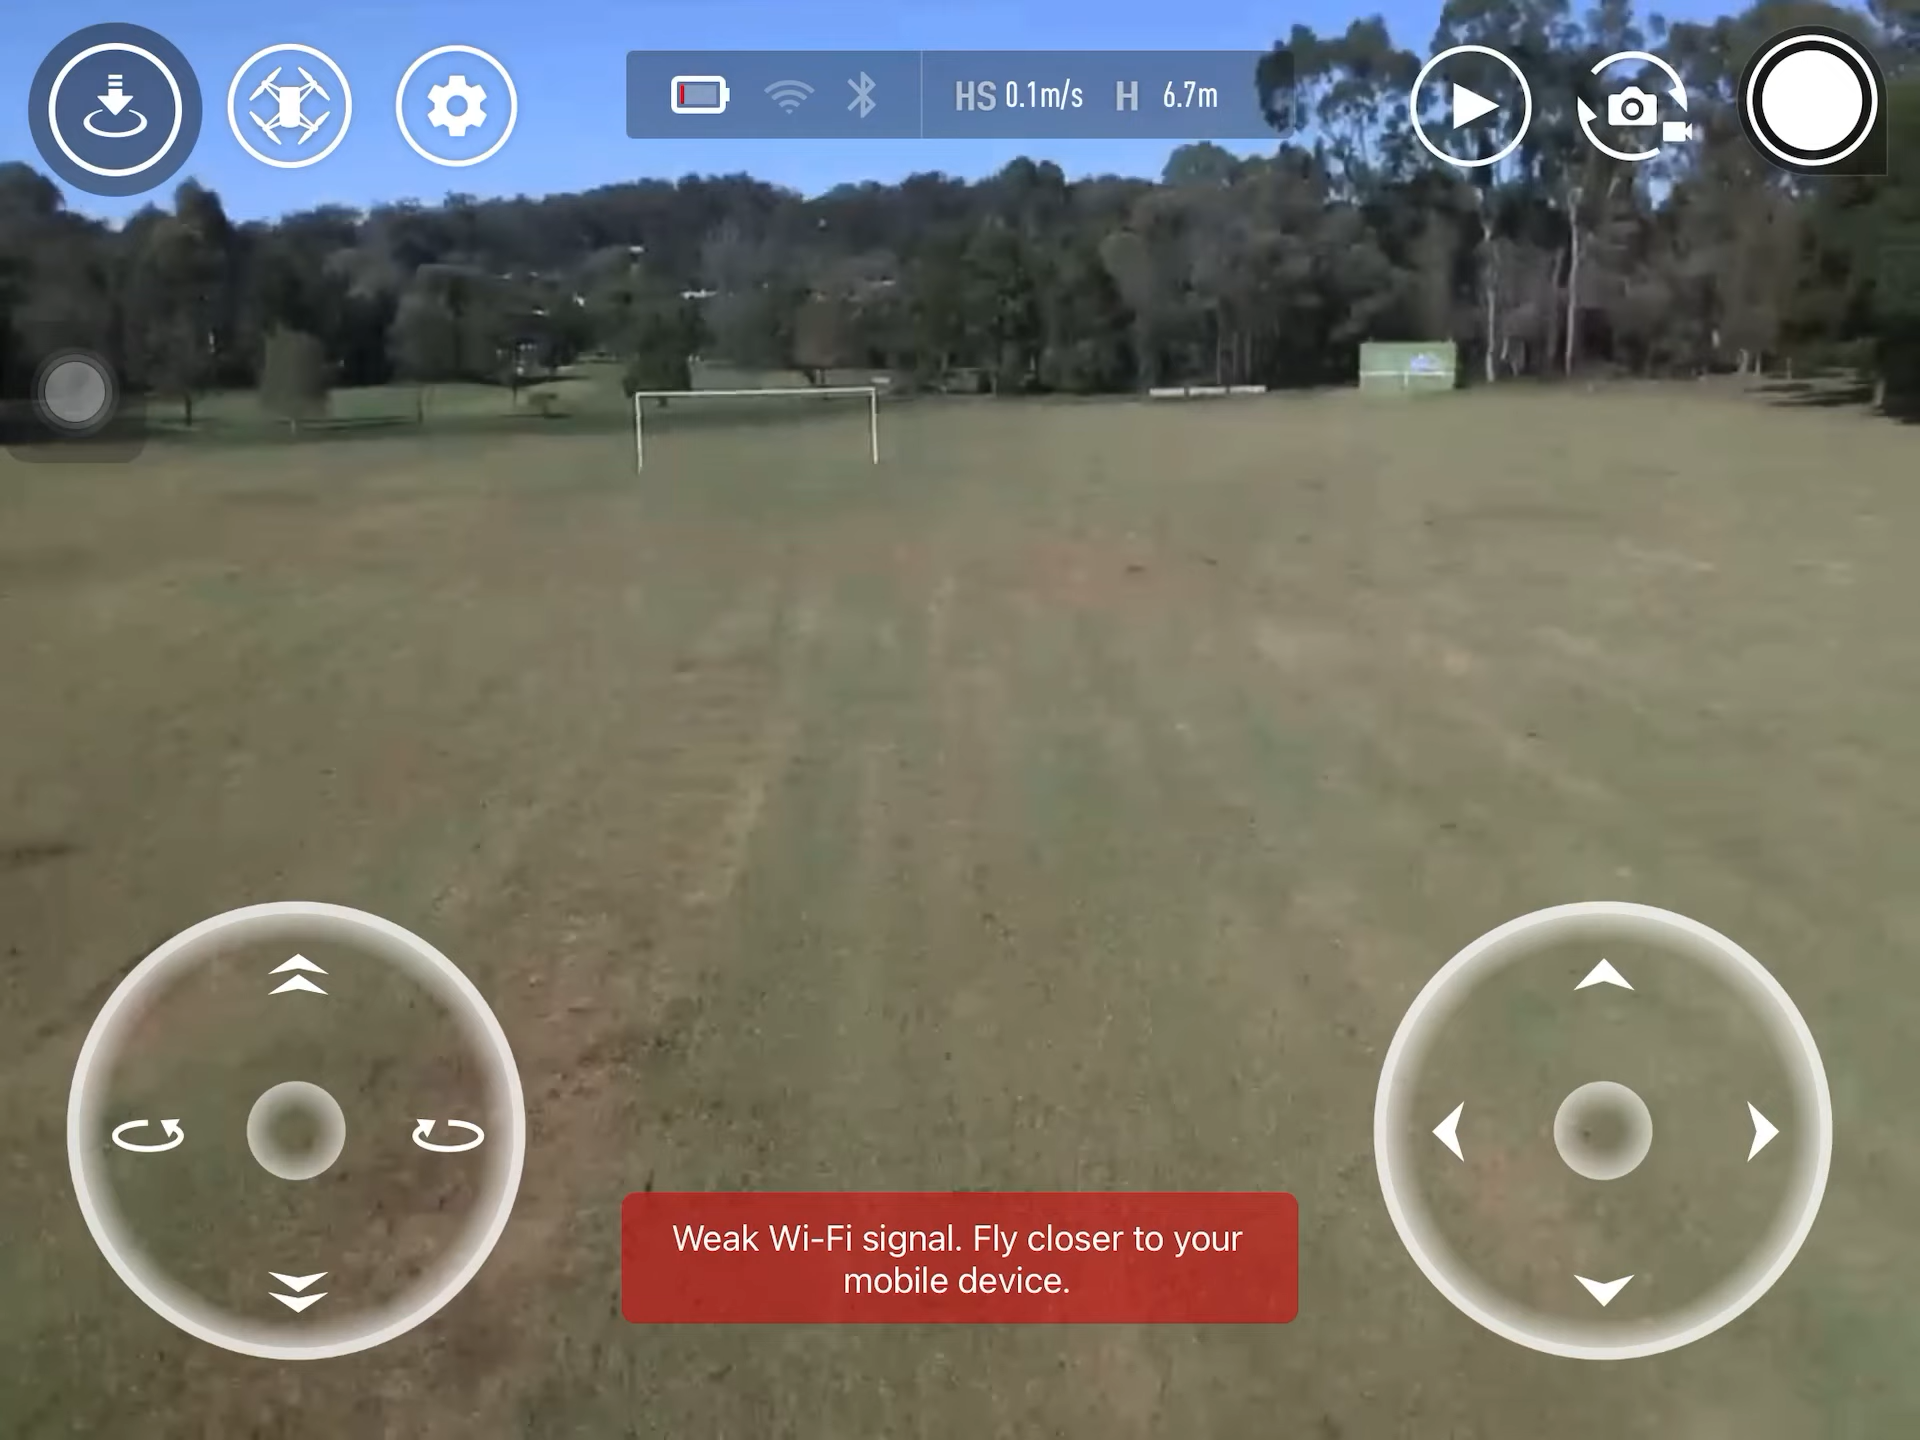 HS 0.1m/s H 6.7m
Weak Wi-Fi signal. Fly closer to your
mobile device.